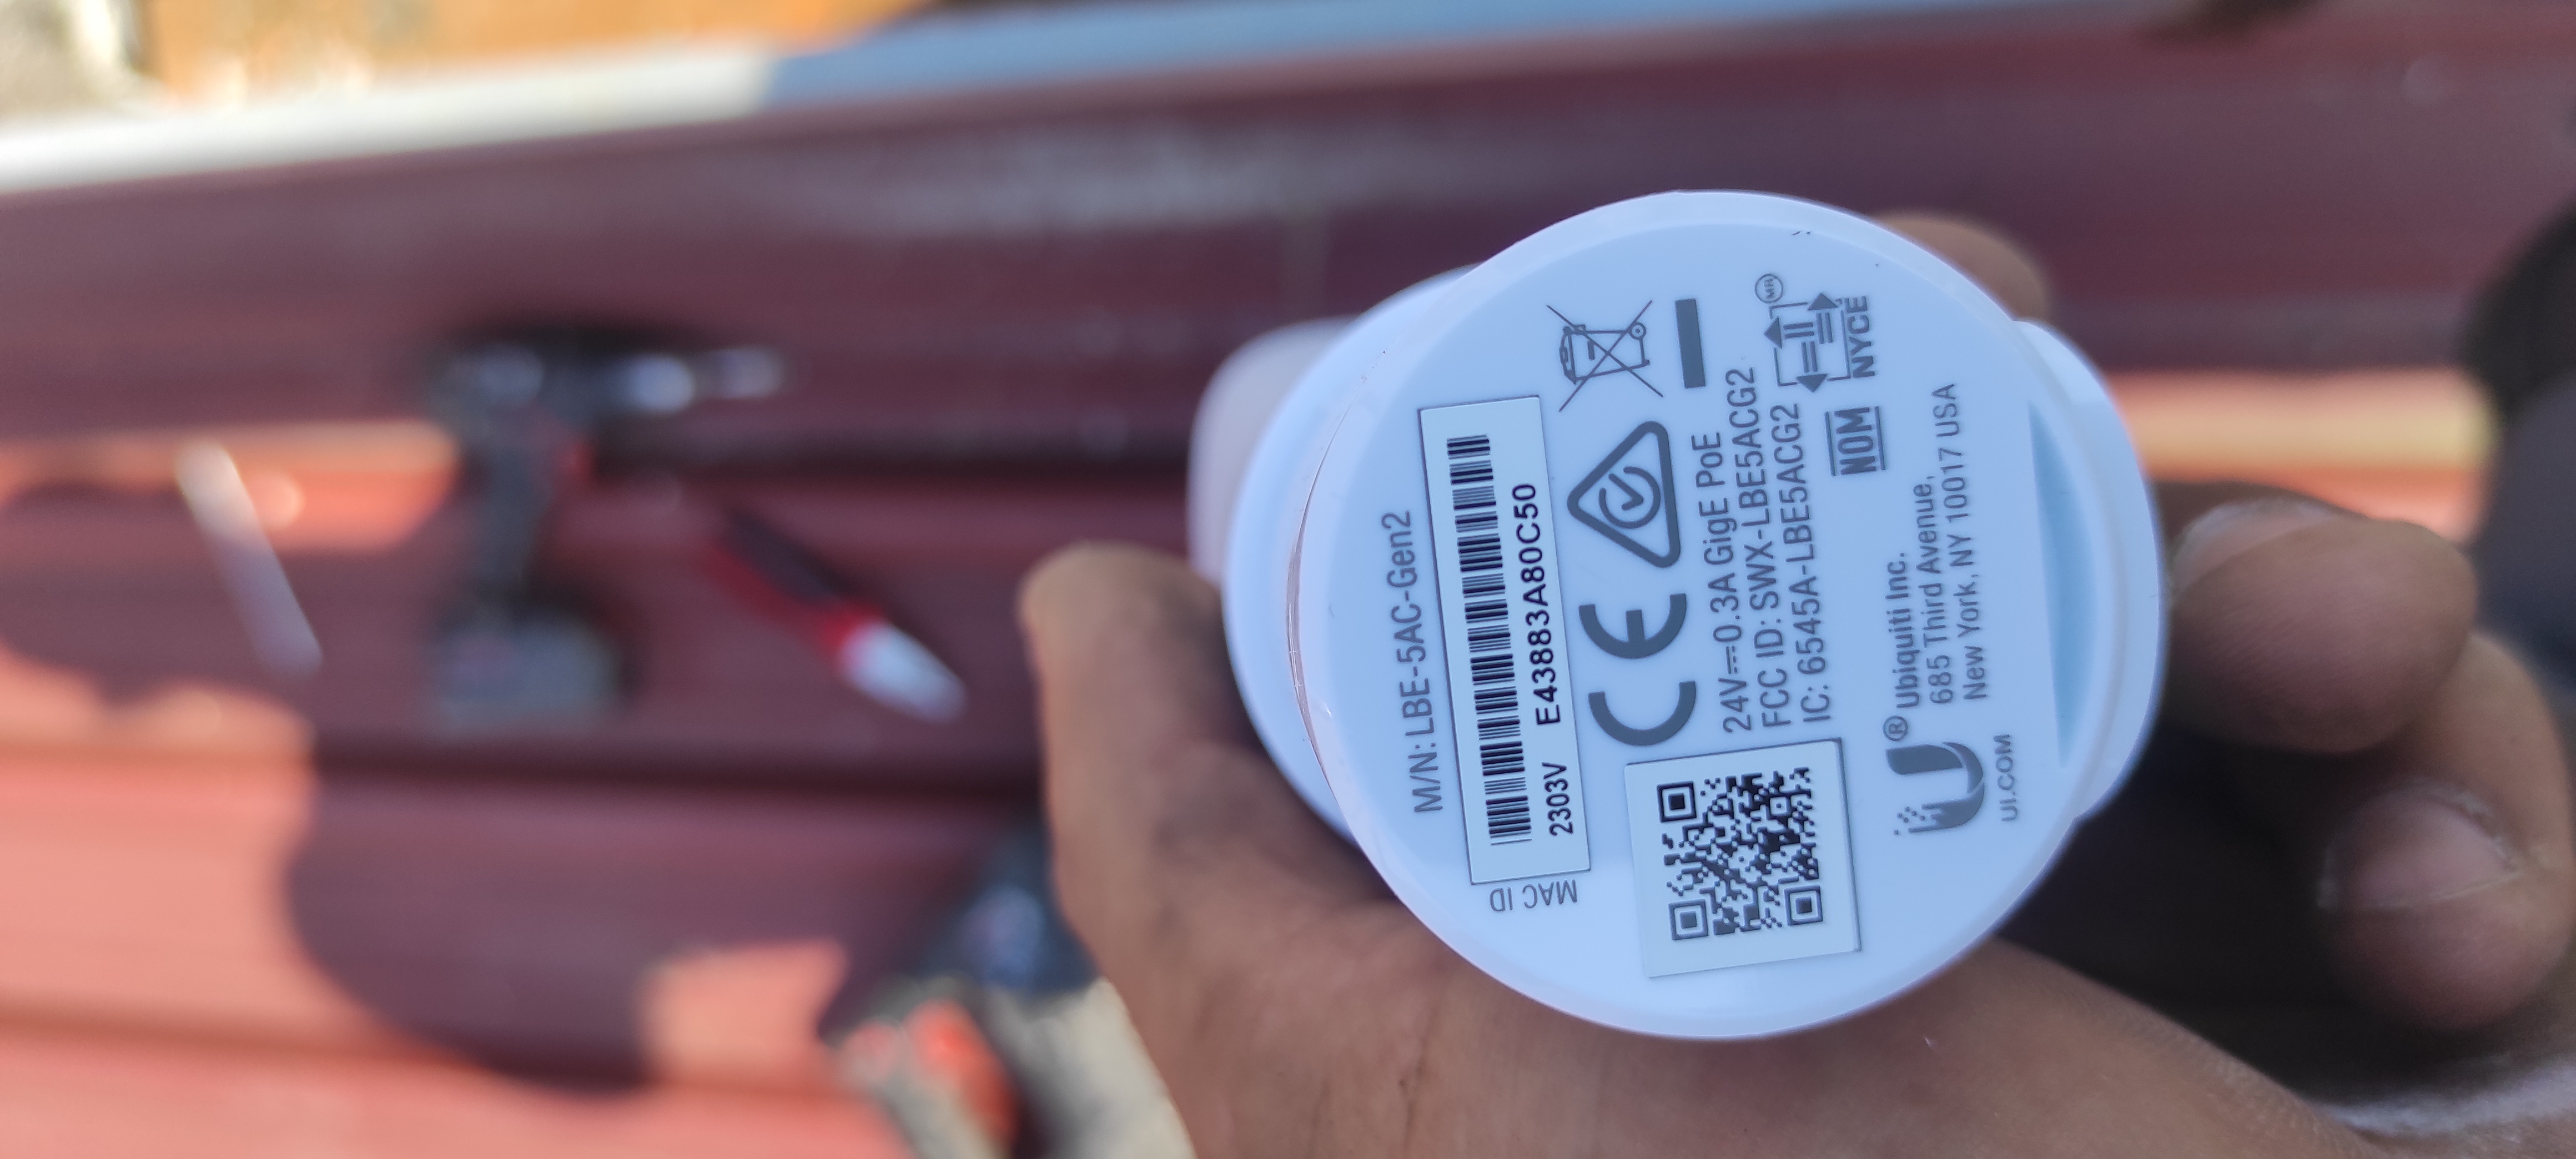 M/N: LBE-5AC-Gen2
MAC ID
2303V E43883A80C50
24V⎓0.3A GigE PoE
FCC ID: SWX-LBE5ACG2
IC: 6545A-LBE5ACG2
NOM
NYCE
MR
Ubiquiti Inc.
685 Third Avenue,
New York, NY 10017 USA
UI.COM